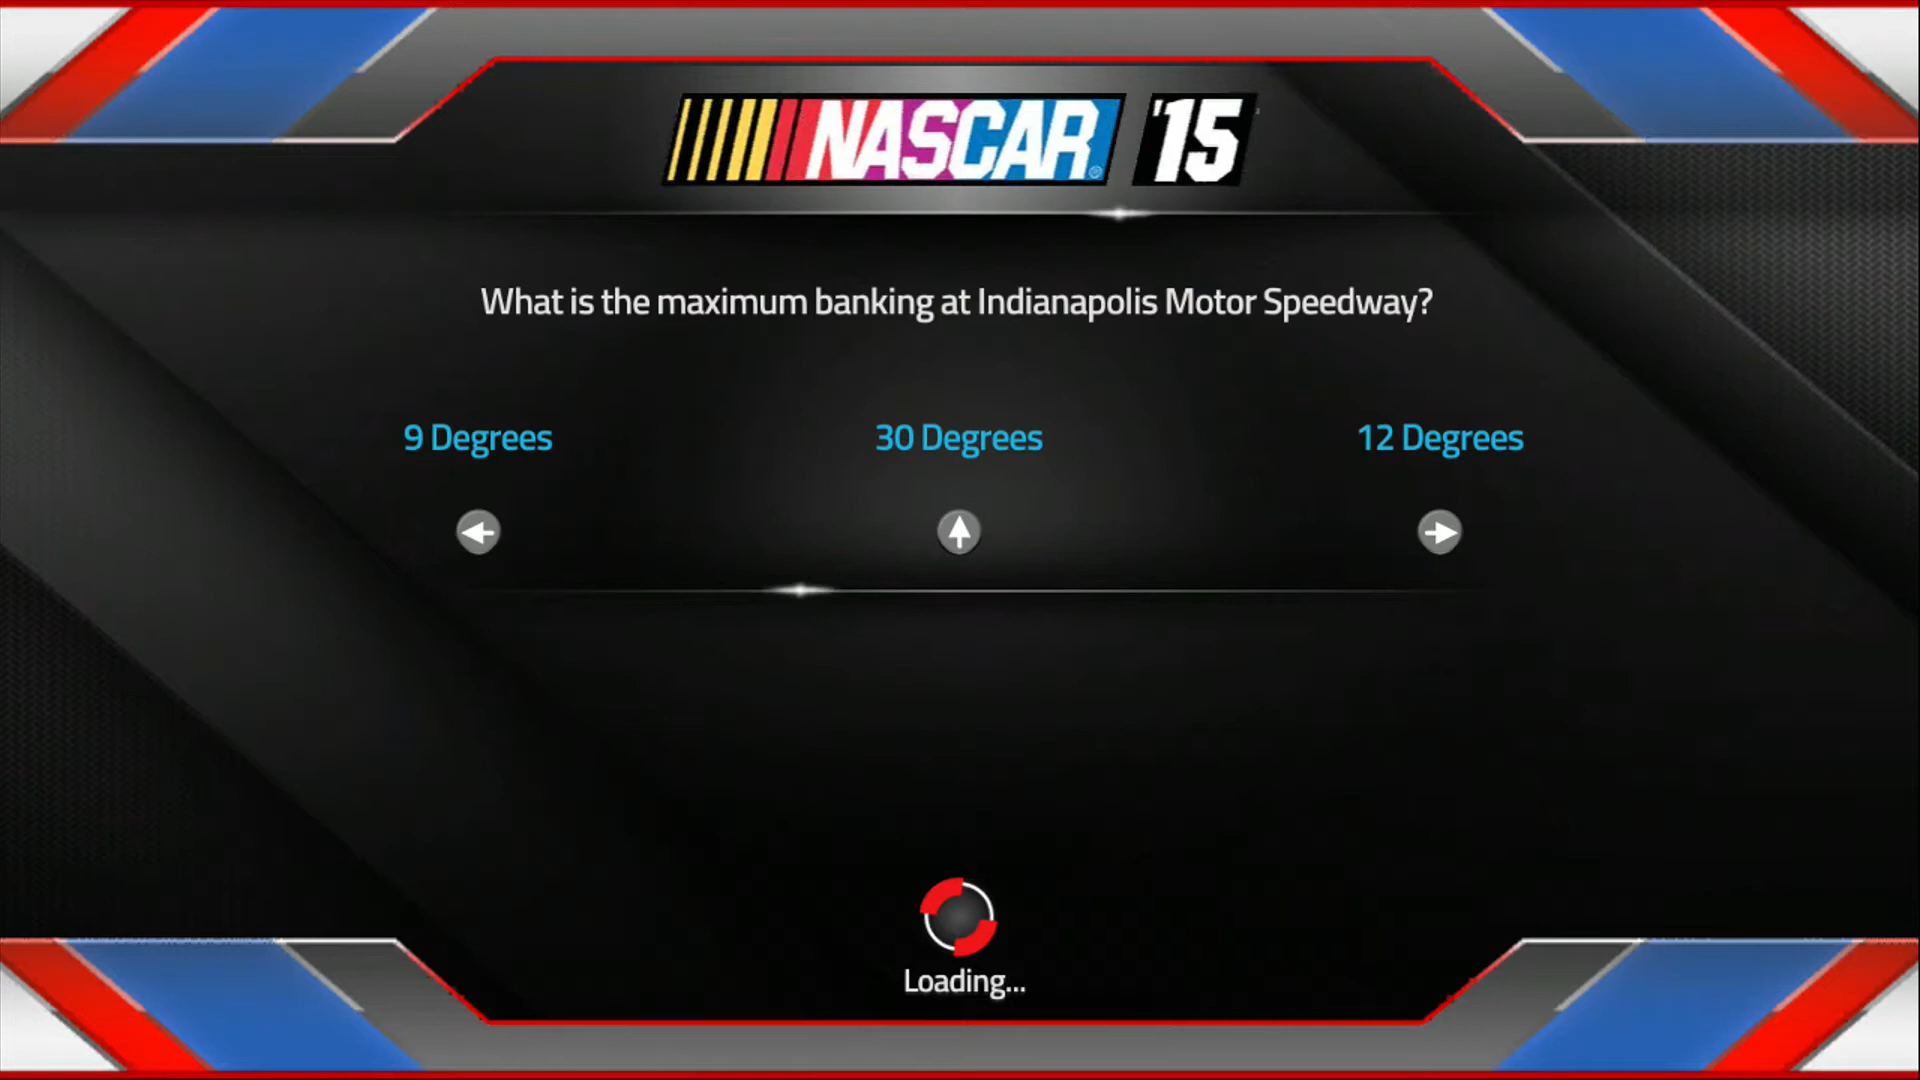 NASCAR® '15
What is the maximum banking at Indianapolis Motor Speedway?
9 Degrees
30 Degrees
12 Degrees
Loading...